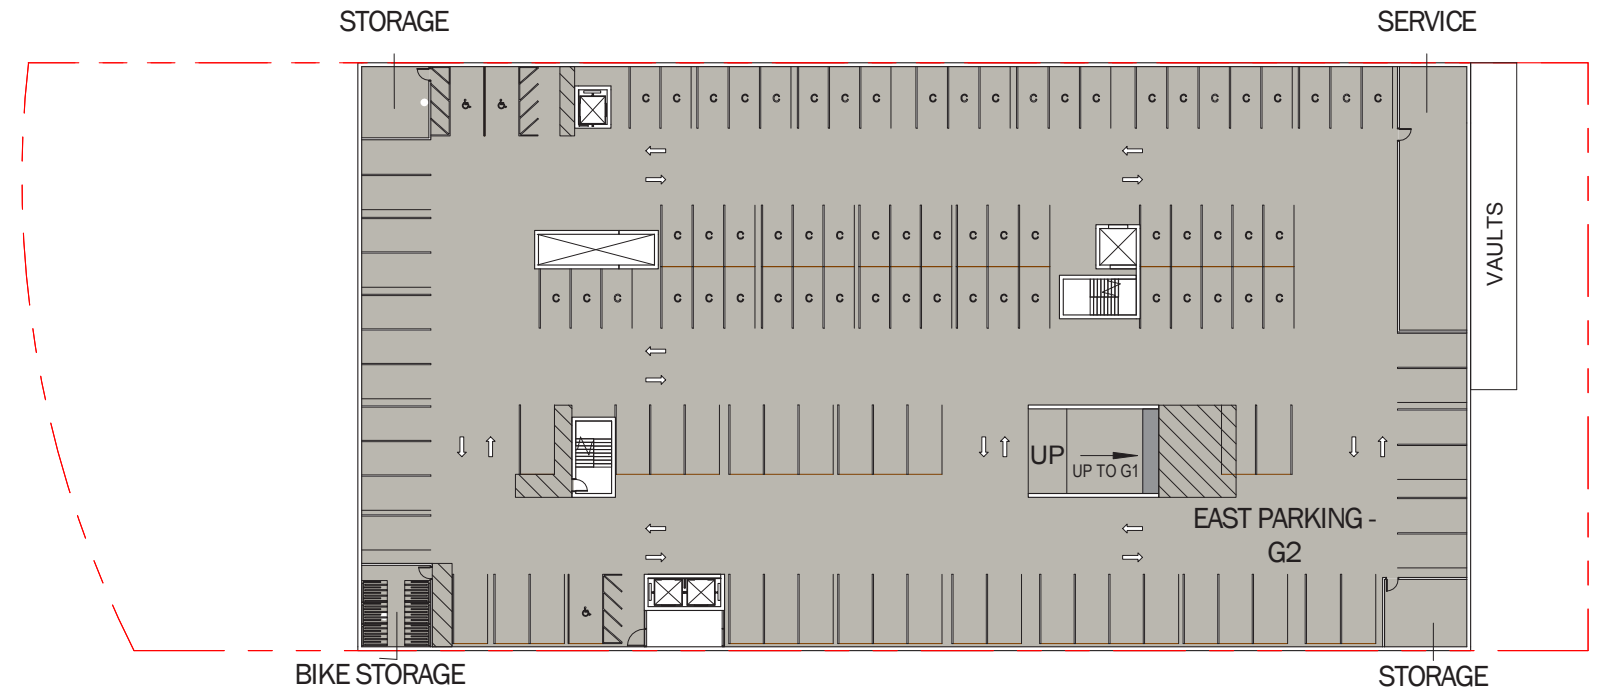 STORAGE
SERVICE
C C C C C C C C C C C C C C C C C C C C C C
C C C C C C C C C C C C C C C C C
C C C C C C C C C C C C C C C C C C C C
VAULTS
UP
UP TO G1
EAST PARKING -
G2
BIKE STORAGE
STORAGE